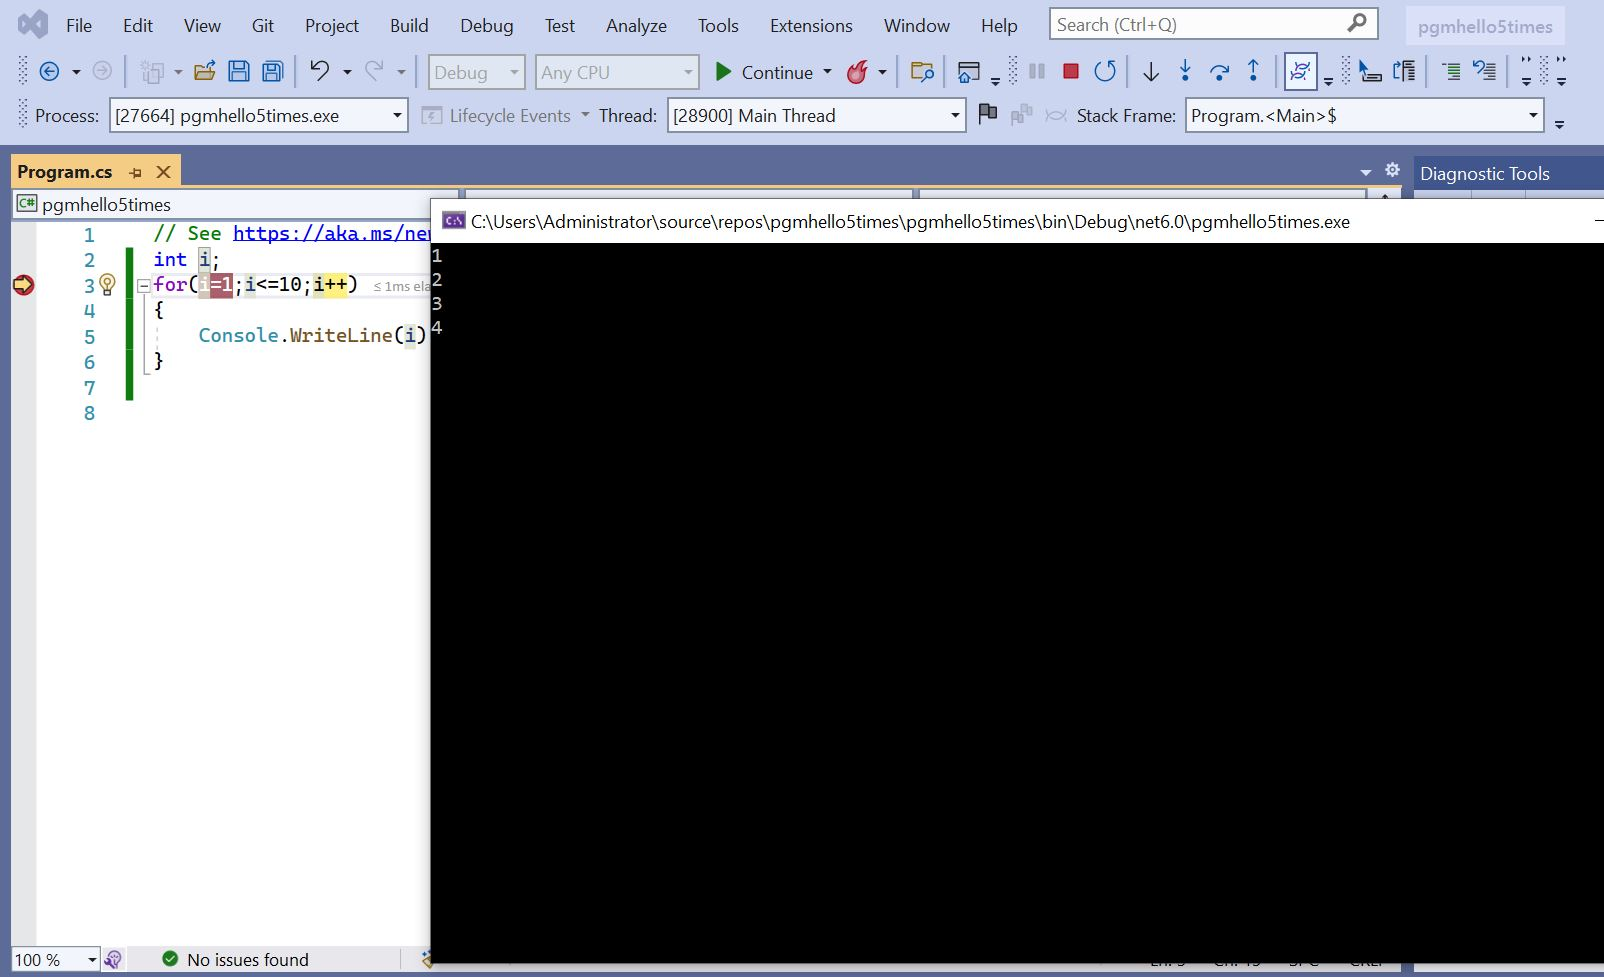 File Edit View Git Project Build Debug Test Analyze Tools Extensions Window Help Search (Ctrl+Q) pgmhello5times
Debug Any CPU Continue
Process: [27664] pgmhello5times.exe Lifecycle Events Thread: [28900] Main Thread Stack Frame: Program.<Main>$
Program.cs Diagnostic Tools
C# pgmhello5times
C:\Users\Administrator\source\repos\pgmhello5times\pgmhello5times\bin\Debug\net6.0\pgmhello5times.exe
1 // See https://aka.ms/ne
2 int i;
3 for(i=1;i<=10;i++) ≤ 1ms ela
4 {
5 Console.WriteLine(i)
6 }
7
8
1
2
3
4
100 % No issues found